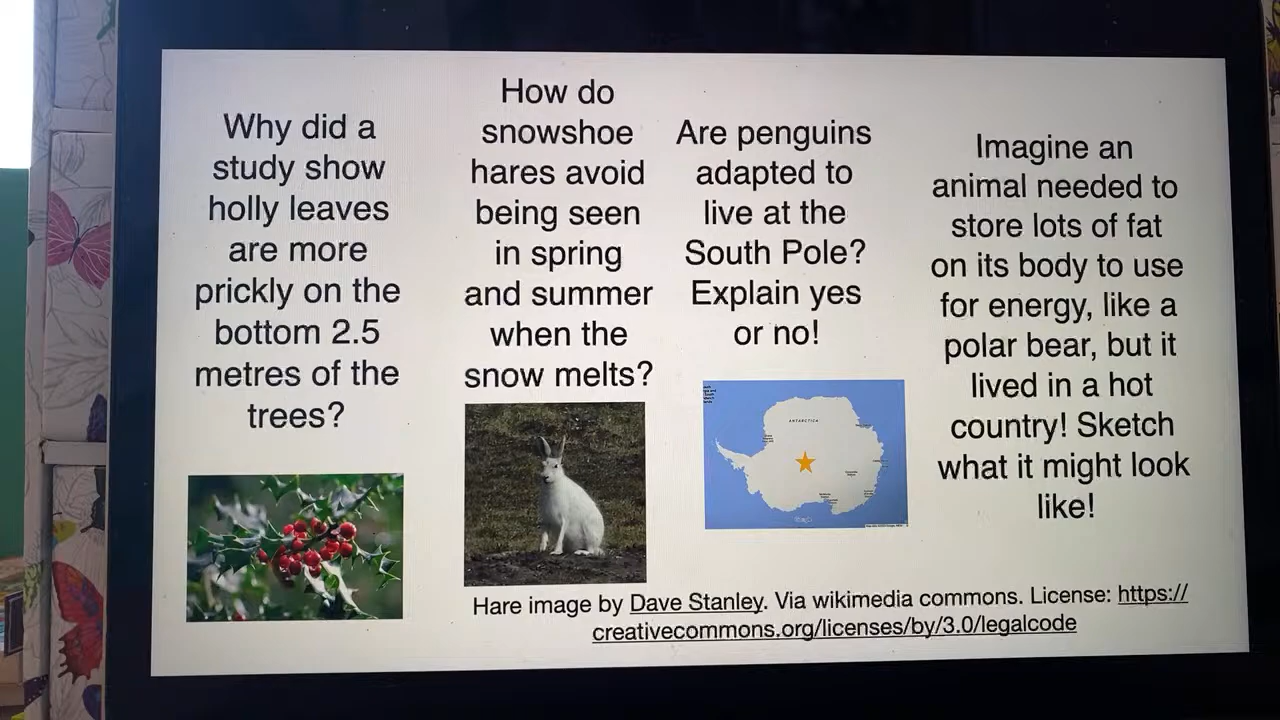 Why did a
study show
holly leaves
are more
prickly on the
bottom 2.5
metres of the
trees?
How do
snowshoe
hares avoid
being seen
in spring
and summer
when the
snow melts?
Are penguins
adapted to
live at the
South Pole?
Explain yes
or no!
ANTARCTICA
Imagine an
animal needed to
store lots of fat
on its body to use
for energy, like a
polar bear, but it
lived in a hot
country! Sketch
what it might look
like!
Hare image by Dave Stanley. Via wikimedia commons. License: https://
creativecommons.org/licenses/by/3.0/legalcode